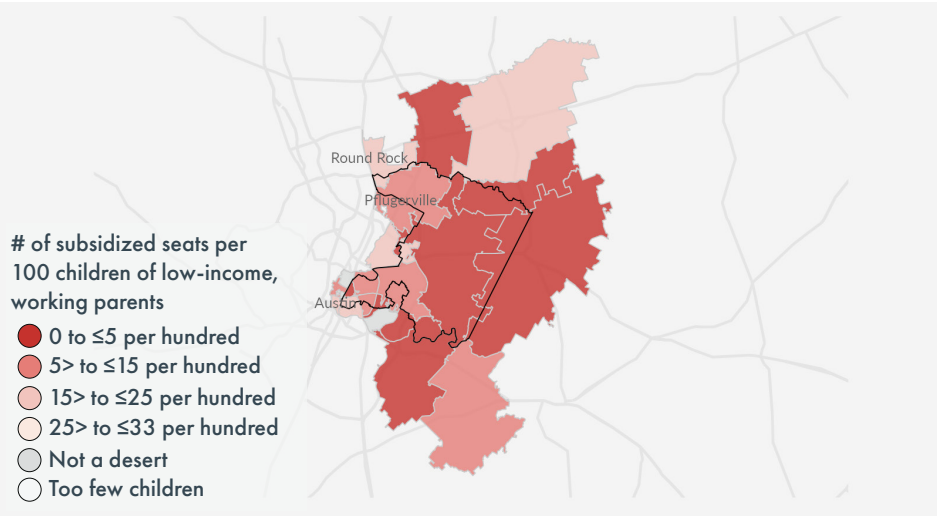 Round Rock
Pflugerville
Austin
# of subsidized seats per
100 children of low-income,
working parents
0 to ≤5 per hundred
5> to ≤15 per hundred
15> to ≤25 per hundred
25> to ≤33 per hundred
Not a desert
Too few children